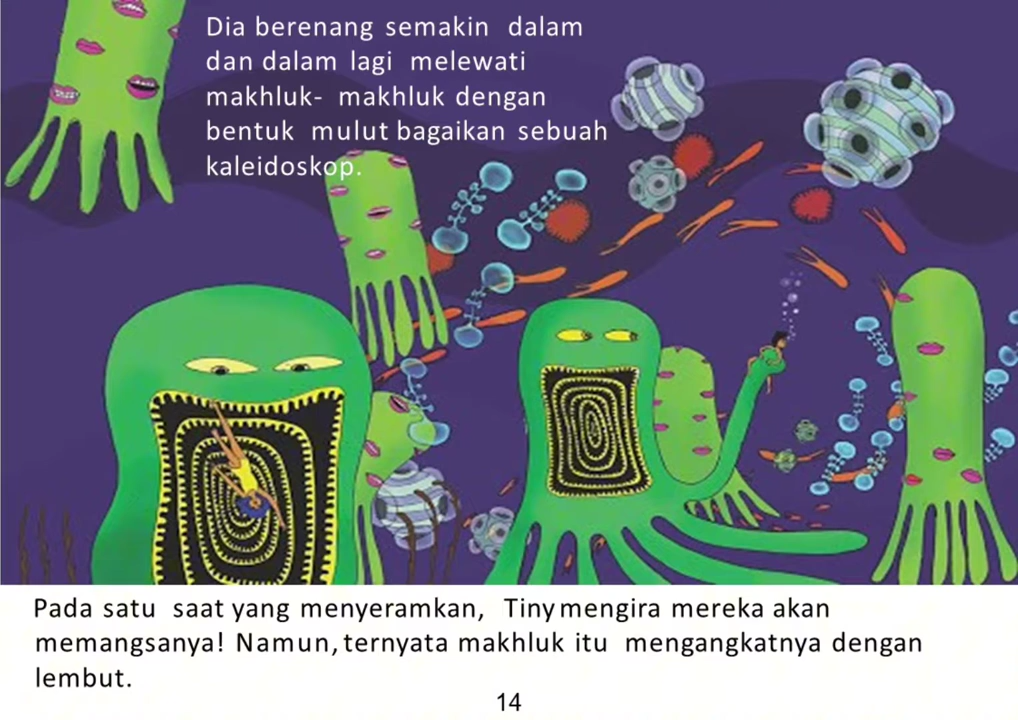 Dia berenang semakin dalam
dan dalam lagi melewati
makhluk- makhluk dengan
bentuk mulut bagaikan sebuah
kaleidoskop.
Pada satu saat yang menyeramkan, Tiny mengira mereka akan
memangsanya! Namun, ternyata makhluk itu mengangkatnya dengan
lembut.
14